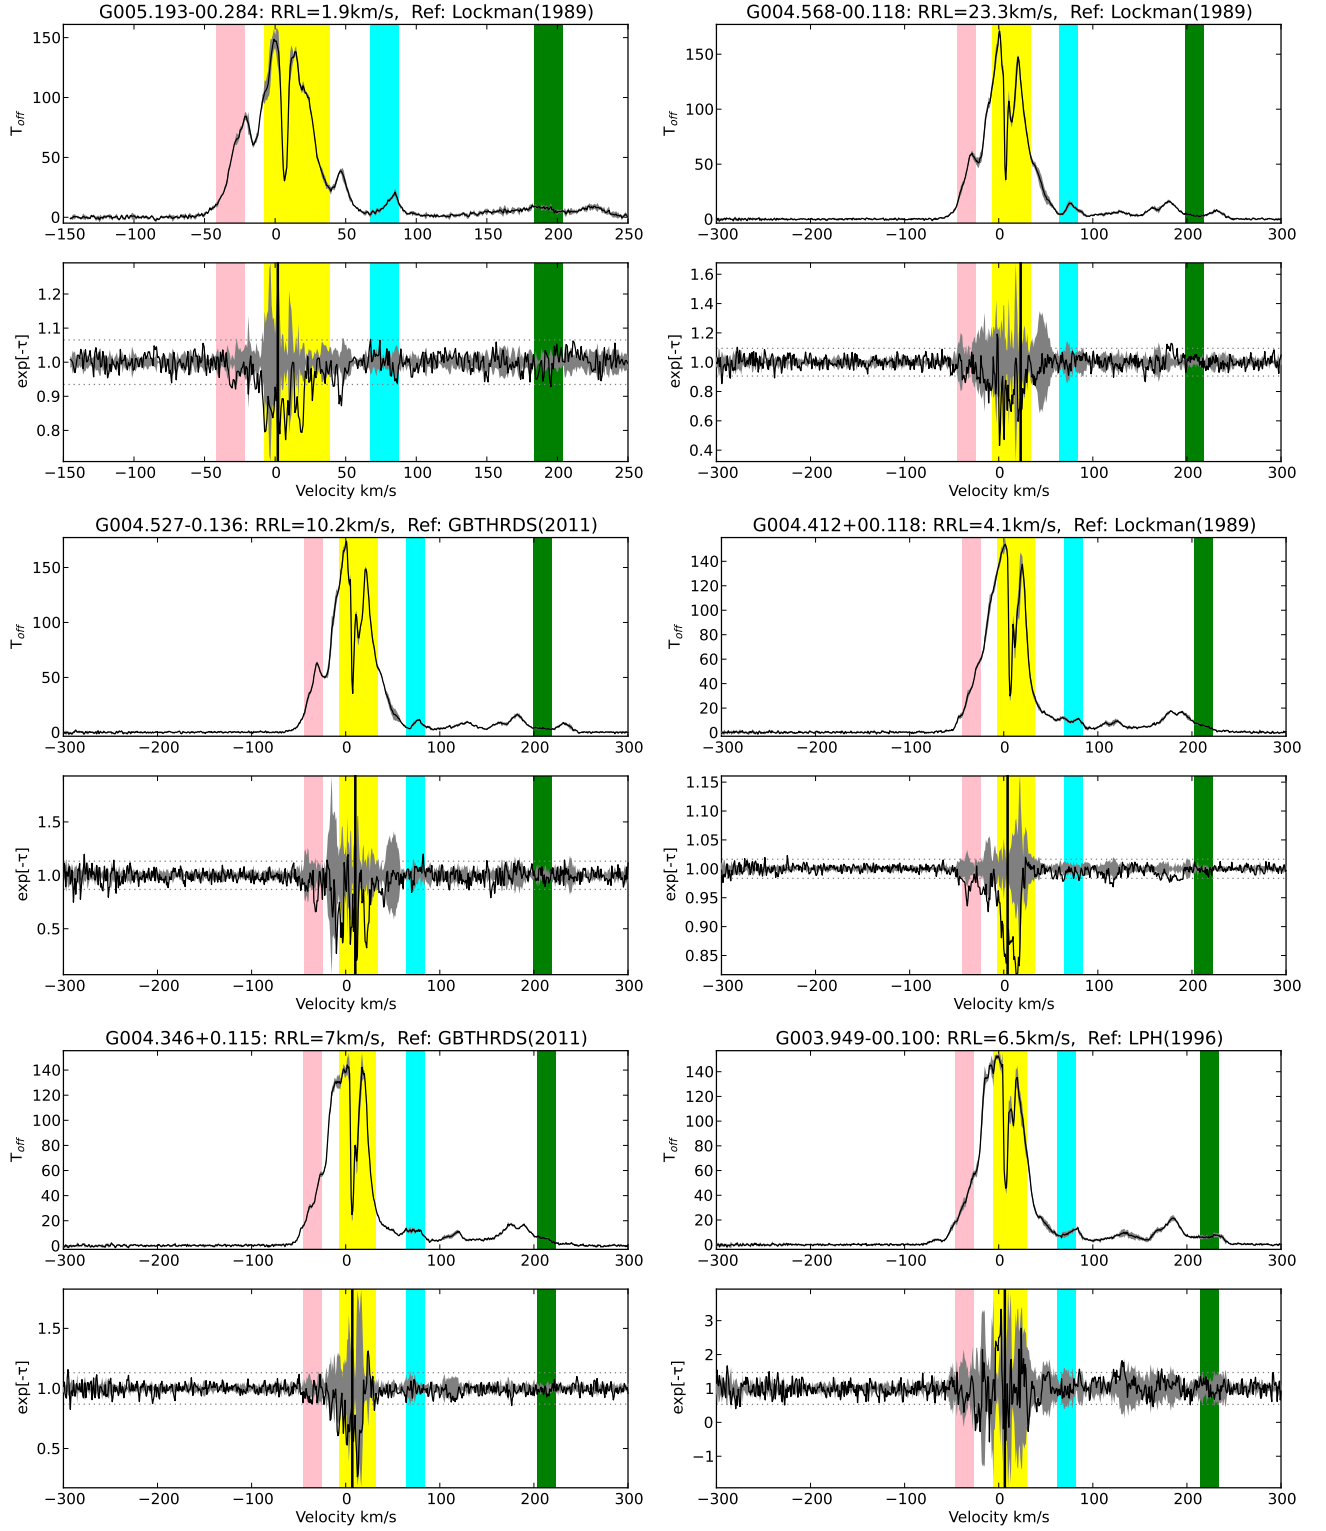 G005.193-00.284: RRL=1.9km/s,  Ref: Lockman(1989)
T_off
150
100
50
0
−150 −100 −50 0 50 100 150 200 250
exp[-τ]
1.2
1.1
1.0
0.9
0.8
−150 −100 −50 0 50 100 150 200 250
Velocity km/s
G004.568-00.118: RRL=23.3km/s,  Ref: Lockman(1989)
T_off
150
100
50
0
−300 −200 −100 0 100 200 300
exp[-τ]
1.6
1.4
1.2
1.0
0.8
0.6
0.4
−300 −200 −100 0 100 200 300
Velocity km/s
G004.527-0.136: RRL=10.2km/s,  Ref: GBTHRDS(2011)
T_off
150
100
50
0
−300 −200 −100 0 100 200 300
exp[-τ]
1.5
1.0
0.5
−300 −200 −100 0 100 200 300
Velocity km/s
G004.412+00.118: RRL=4.1km/s,  Ref: Lockman(1989)
T_off
140
120
100
80
60
40
20
0
−300 −200 −100 0 100 200 300
exp[-τ]
1.15
1.10
1.05
1.00
0.95
0.90
0.85
−300 −200 −100 0 100 200 300
Velocity km/s
G004.346+0.115: RRL=7km/s,  Ref: GBTHRDS(2011)
T_off
140
120
100
80
60
40
20
0
−300 −200 −100 0 100 200 300
exp[-τ]
1.5
1.0
0.5
−300 −200 −100 0 100 200 300
Velocity km/s
G003.949-00.100: RRL=6.5km/s,  Ref: LPH(1996)
T_off
140
120
100
80
60
40
20
0
−300 −200 −100 0 100 200 300
exp[-τ]
3
2
1
0
−1
−300 −200 −100 0 100 200 300
Velocity km/s